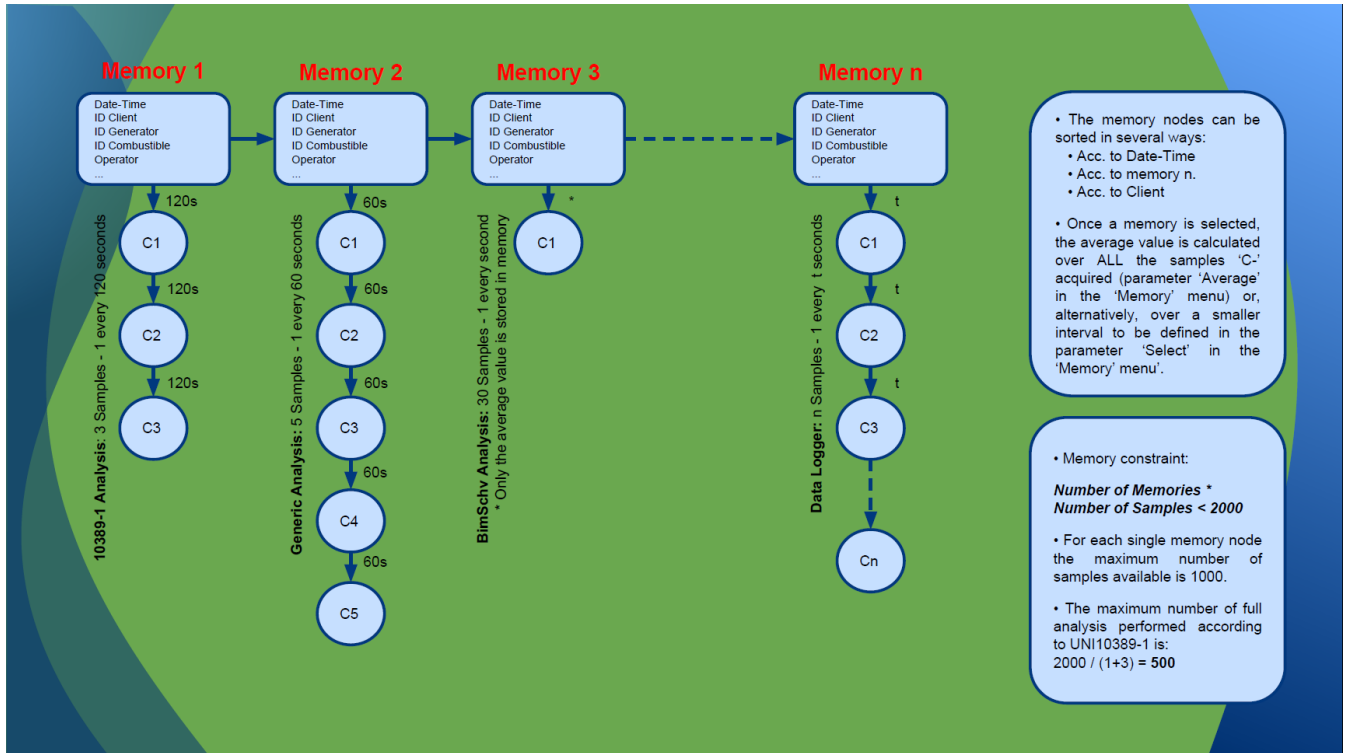 Memory 1
Date-Time
ID Client
ID Generator
ID Combustible
Operator
...
120s
C1
120s
C2
120s
C3
10389-1 Analysis: 3 Samples - 1 every 120 seconds
Memory 2
Date-Time
ID Client
ID Generator
ID Combustible
Operator
...
60s
C1
60s
C2
60s
C3
60s
C4
60s
C5
Generic Analysis: 5 Samples - 1 every 60 seconds
Memory 3
Date-Time
ID Client
ID Generator
ID Combustible
Operator
...
*
C1
BimSchv Analysis: 30 Samples - 1 every second
* Only the average value is stored in memory
Memory n
Date-Time
ID Client
ID Generator
ID Combustible
Operator
...
t
C1
t
C2
t
C3
Cn
Data Logger: n Samples - 1 every t seconds
• The memory nodes can be
sorted in several ways:
• Acc. to Date-Time
• Acc. to memory n.
• Acc. to Client
• Once a memory is selected,
the average value is calculated
over ALL the samples ‘C-’
acquired (parameter ‘Average’
in the ‘Memory’ menu) or,
alternatively, over a smaller
interval to be defined in the
parameter ‘Select’ in the
‘Memory’ menu’.
• Memory constraint:
Number of Memories *
Number of Samples < 2000
• For each single memory node
the maximum number of
samples available is 1000.
• The maximum number of full
analysis performed according
to UNI10389-1 is:
2000 / (1+3) = 500